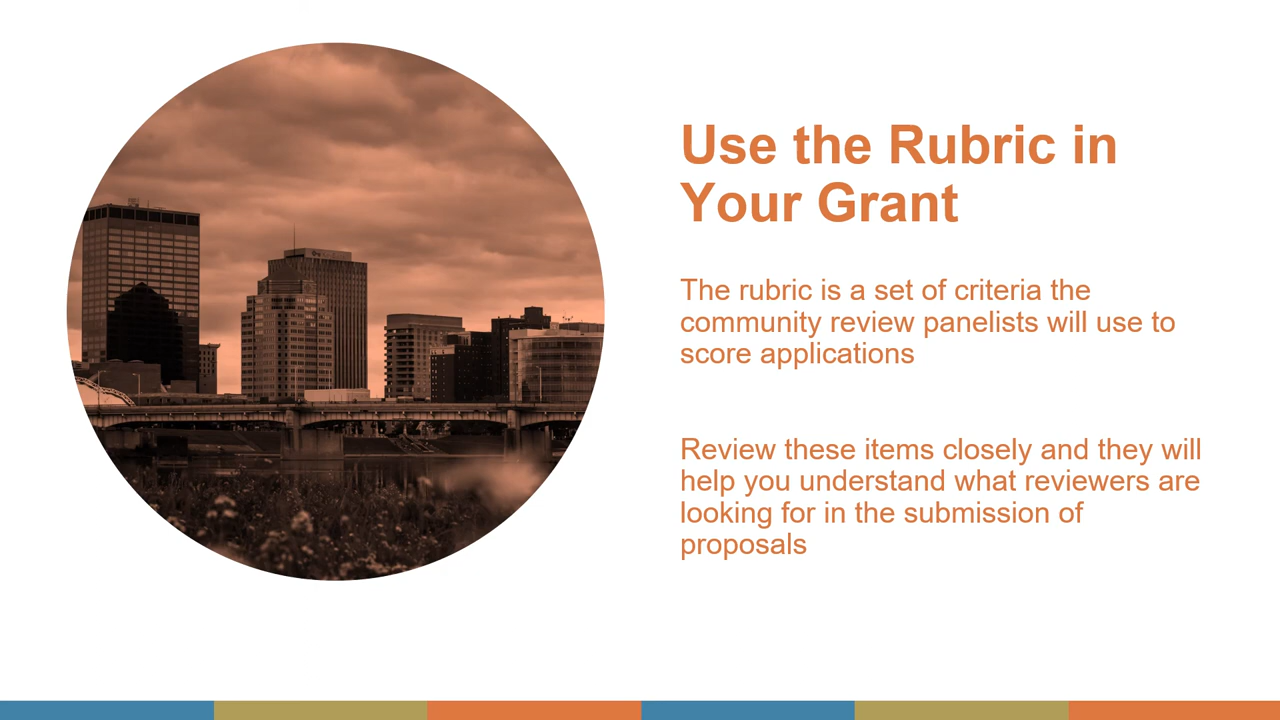 Use the Rubric in
Your Grant
The rubric is a set of criteria the
community review panelists will use to
score applications
Review these items closely and they will
help you understand what reviewers are
looking for in the submission of
proposals